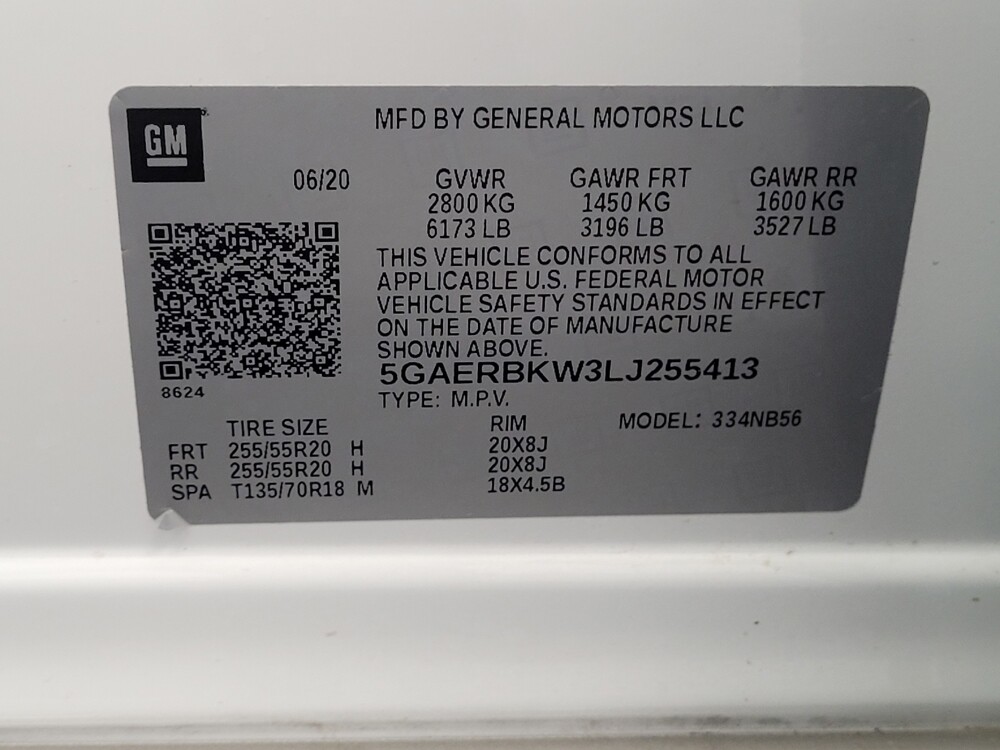 GM
MFD BY GENERAL MOTORS LLC
06/20 GVWR GAWR FRT GAWR RR
2800 KG 1450 KG 1600 KG
6173 LB 3196 LB 3527 LB
THIS VEHICLE CONFORMS TO ALL
APPLICABLE U.S. FEDERAL MOTOR
VEHICLE SAFETY STANDARDS IN EFFECT
ON THE DATE OF MANUFACTURE
SHOWN ABOVE.
5GAERBKW3LJ255413
8624
TYPE: M.P.V.
TIRE SIZE RIM MODEL: 334NB56
FRT 255/55R20 H 20X8J
RR 255/55R20 H 20X8J
SPA T135/70R18 M 18X4.5B